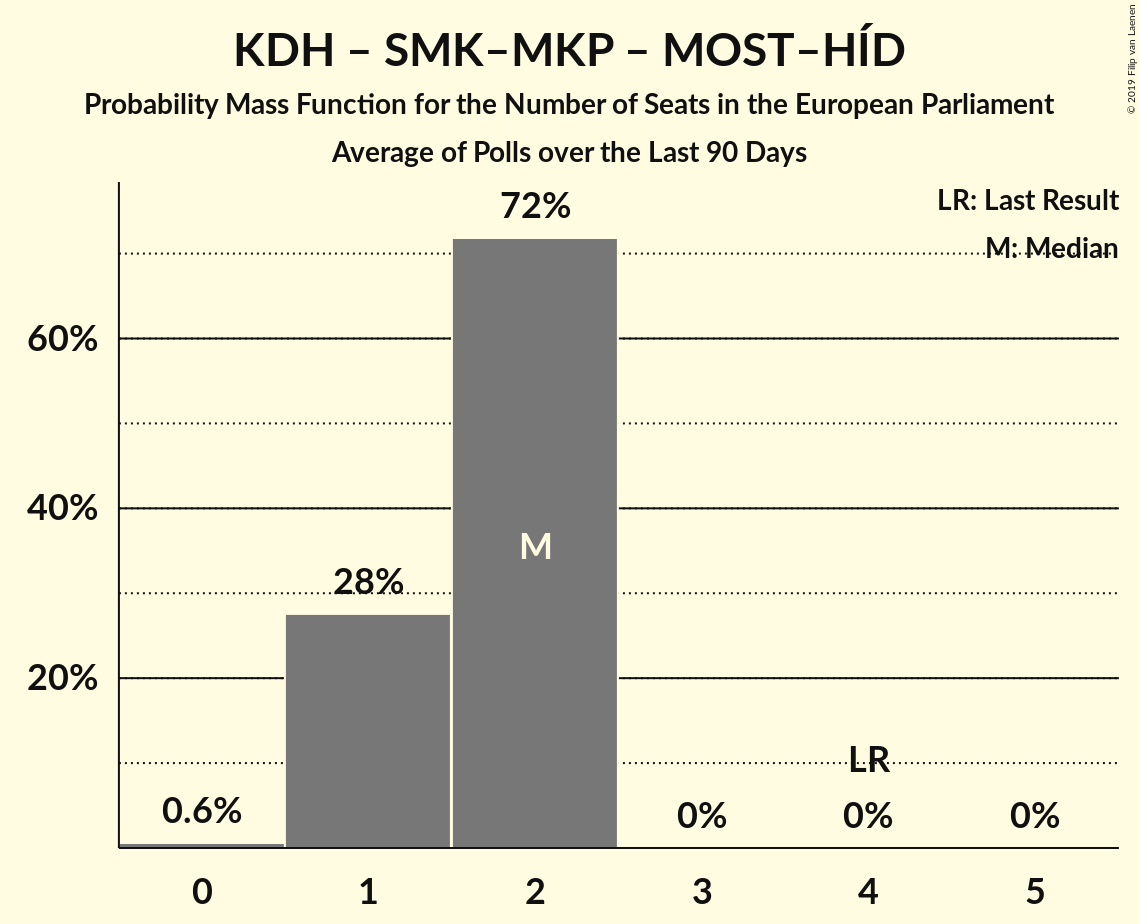 KDH – SMK–MKP – MOST–HÍD
Probability Mass Function for the Number of Seats in the European Parliament
Average of Polls over the Last 90 Days
© 2019 Filip van Laenen
LR: Last Result
M: Median
72%
60%
40%
M
28%
20%
LR
0.6%
0%
0%
0%
0
1
2
3
4
5